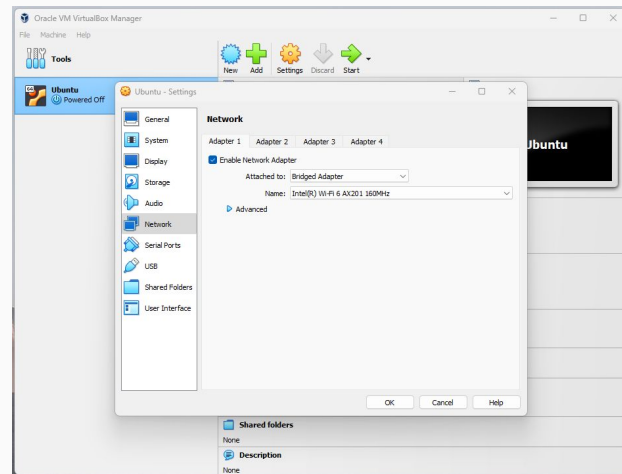 Oracle VM VirtualBox Manager
File Machine Help
Tools
New Add Settings Discard Start
Ubuntu
Powered Off
Ubuntu - Settings
General
System
Display
Storage
Audio
Network
Serial Ports
USB
Shared Folders
User Interface
Network
Adapter 1 Adapter 2 Adapter 3 Adapter 4
Enable Network Adapter
Attached to: Bridged Adapter
Name: Intel(R) Wi-Fi 6 AX201 160MHz
Advanced
OK Cancel Help
Ubuntu
Shared folders
None
Description
None